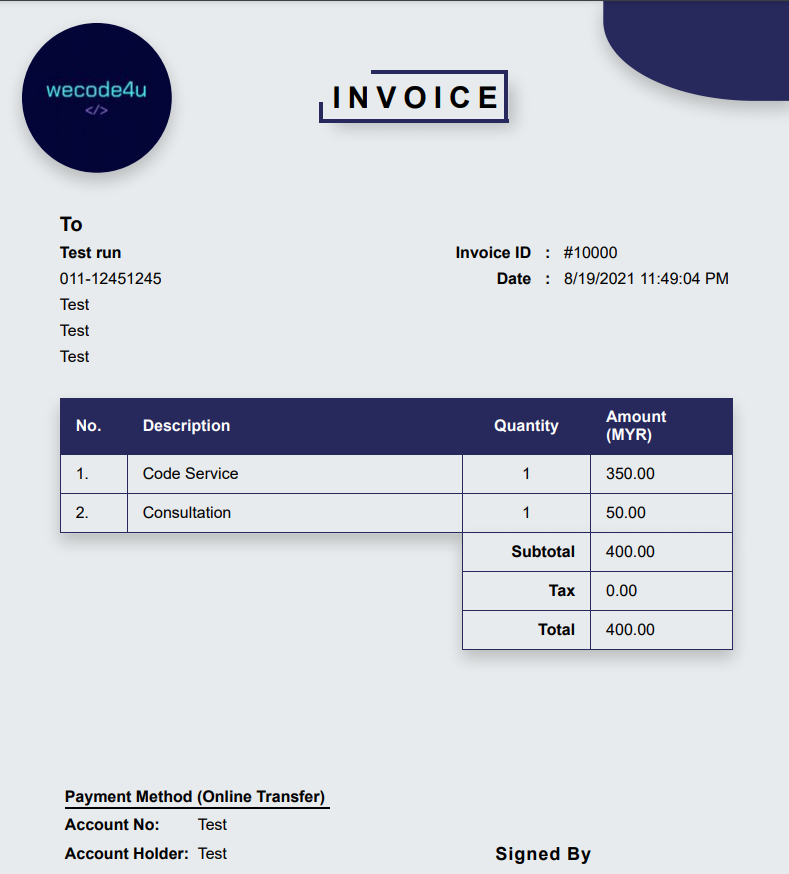 wecode4u
</>
INVOICE
To
Test run
011-12451245
Test
Test
Test
Invoice ID : #10000
Date : 8/19/2021 11:49:04 PM
No. Description Quantity Amount (MYR)
1. Code Service 1 350.00
2. Consultation 1 50.00
Subtotal 400.00
Tax 0.00
Total 400.00
Payment Method (Online Transfer)
Account No: Test
Account Holder: Test
Signed By